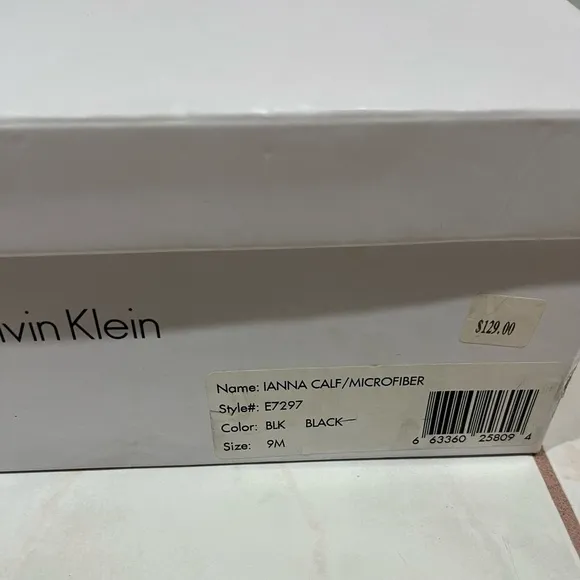 vin Klein
$129.00
Name: IANNA CALF/MICROFIBER
Style#: E7297
Color: BLK BLACK
Size: 9M
6 63360 25809 4